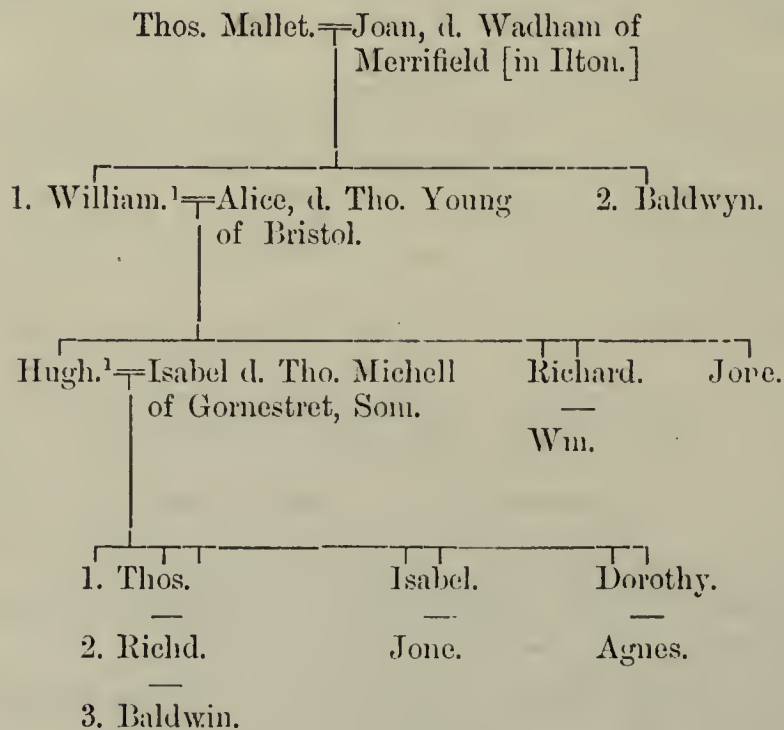 Thos. Mallet.=Joan, d. Wadham of
Merrifield [in Ilton.]
1. William.¹=Alice, d. Tho. Young
of Bristol.
2. Baldwyn.
Hugh.¹=Isabel d. Tho. Michell
of Gornestret, Som.
Richard.
Wm.
Jone.
1. Thos.
2. Richd.
3. Baldwin.
Isabel.
Jone.
Dorothy.
Agnes.